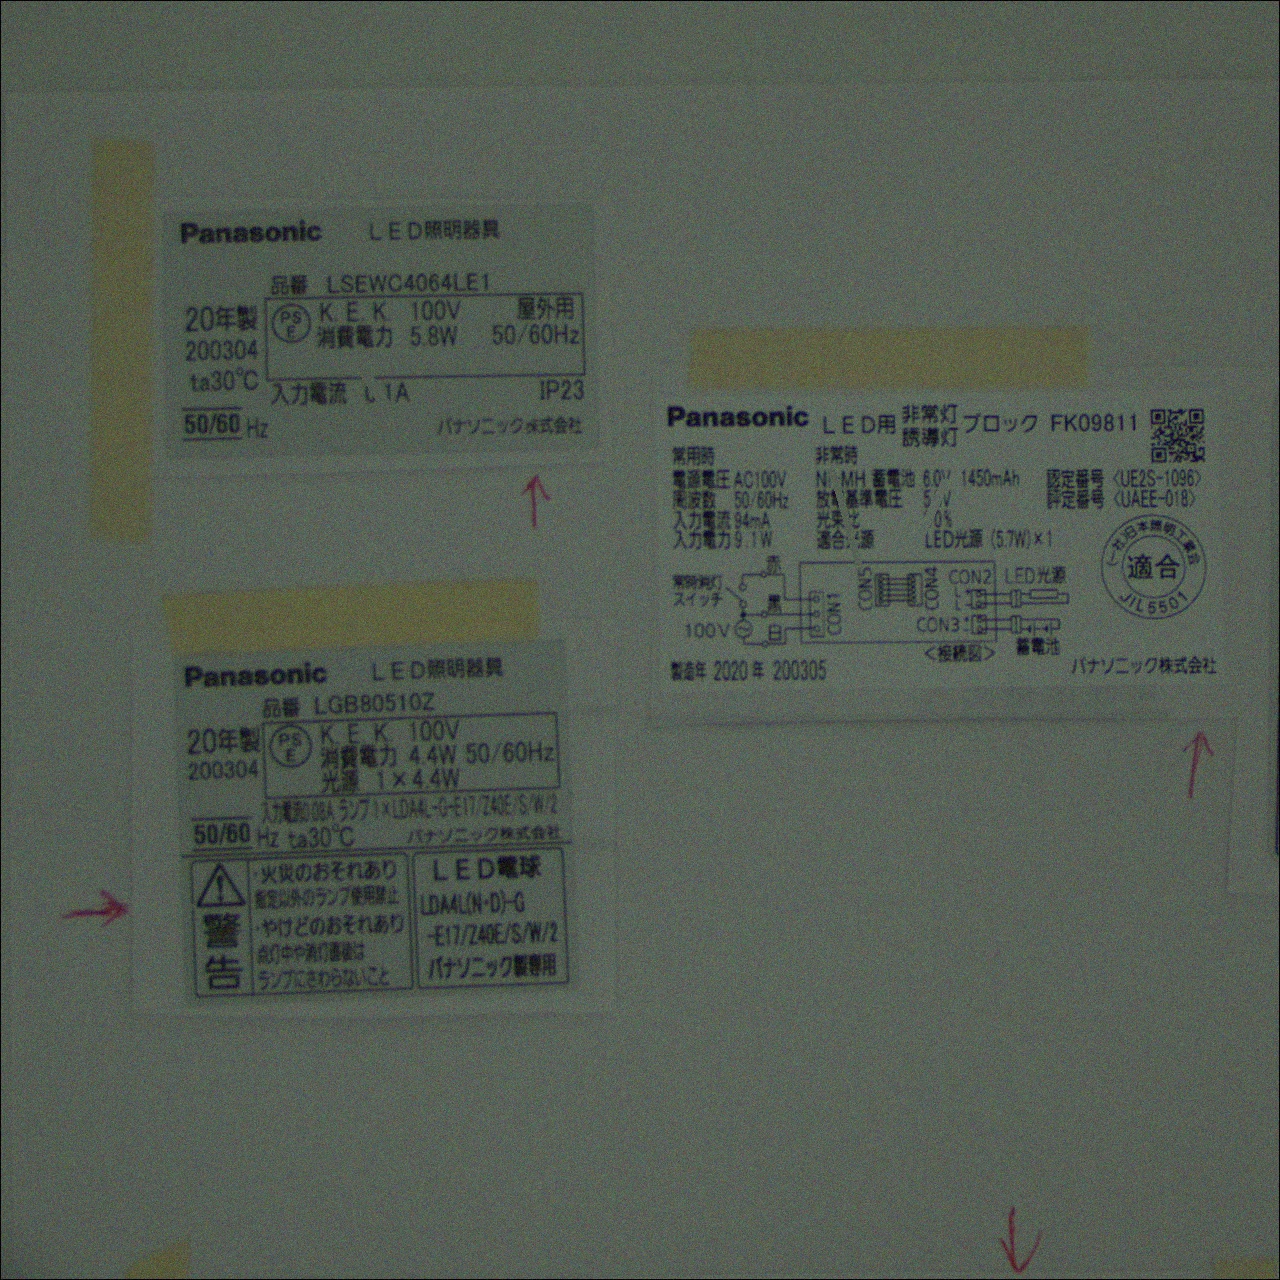 Panasonic LED照明器具
品番 LSEWC4064LE1
20年製
200304
ta30℃
50/60 Hz
PS E
K.E.K. 100V 屋外用
消費電力 5.8W 50/60Hz
入力電流 1A IP23
パナソニック株式会社
Panasonic LED照明器具
品番 LGB80510Z
20年製
200304
PS E
K.E.K. 100V
消費電力 4.4W 50/60Hz
光源 1×4.4W
入力電流0.08A ランプ1×LDA4L-G-E17/Z40E/S/W/2
50/60 Hz ta30℃ パナソニック株式会社
警告
・火災のおそれあり
指定以外のランプ使用禁止
・やけどのおそれあり
点灯中や消灯直後は
ランプにさわらないこと
LED電球
LDA4L(N・D)-G
-E17/Z40E/S/W/2
パナソニック製専用
Panasonic LED用 非常灯 誘導灯 ブロック FK09811
常用時
電源電圧 AC100V
周波数 50/60Hz
入力電流 94mA
入力電力 9.1W
非常時
Ni MH 蓄電池 6.0V 1450mAh
放 基準電圧 5 V
光束 0%
適合 源 LED光源 (5.7W)×1
認定番号 〈UE2S-1096〉
評定番号 〈UAEE-018〉
(一社)日本照明工業会
適合
JIL5501
赤
常時消灯
スイッチ
黒
100V 白
CON1
CON5
CON4
CON2 LED光源
CON3
蓄電池
<接続図>
製造年 2020年 200305
パナソニック株式会社